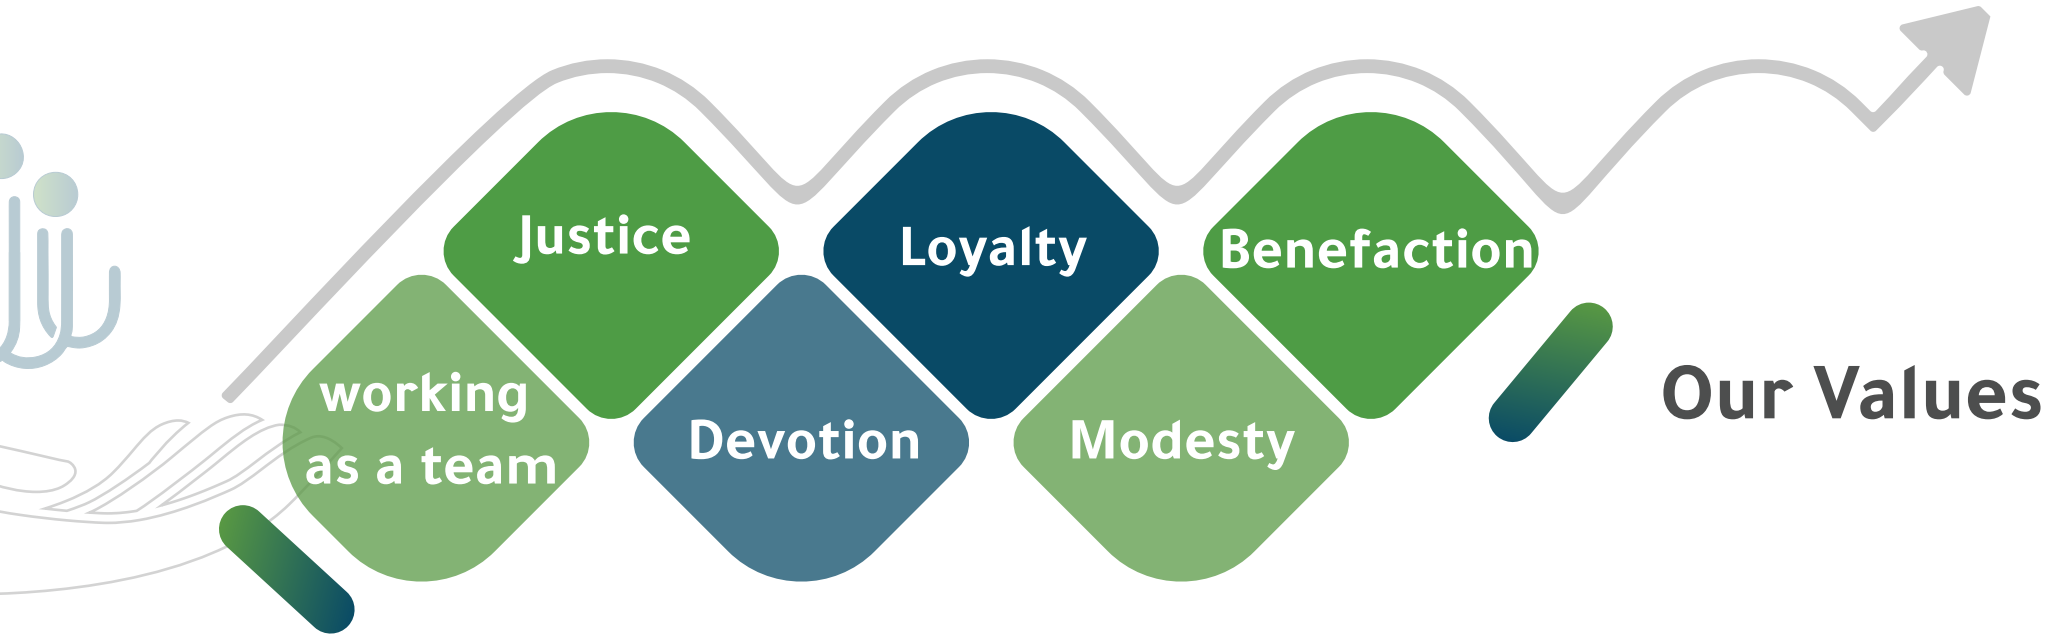 Justice
Loyalty
Benefaction
working
as a team
Devotion
Modesty
Our Values